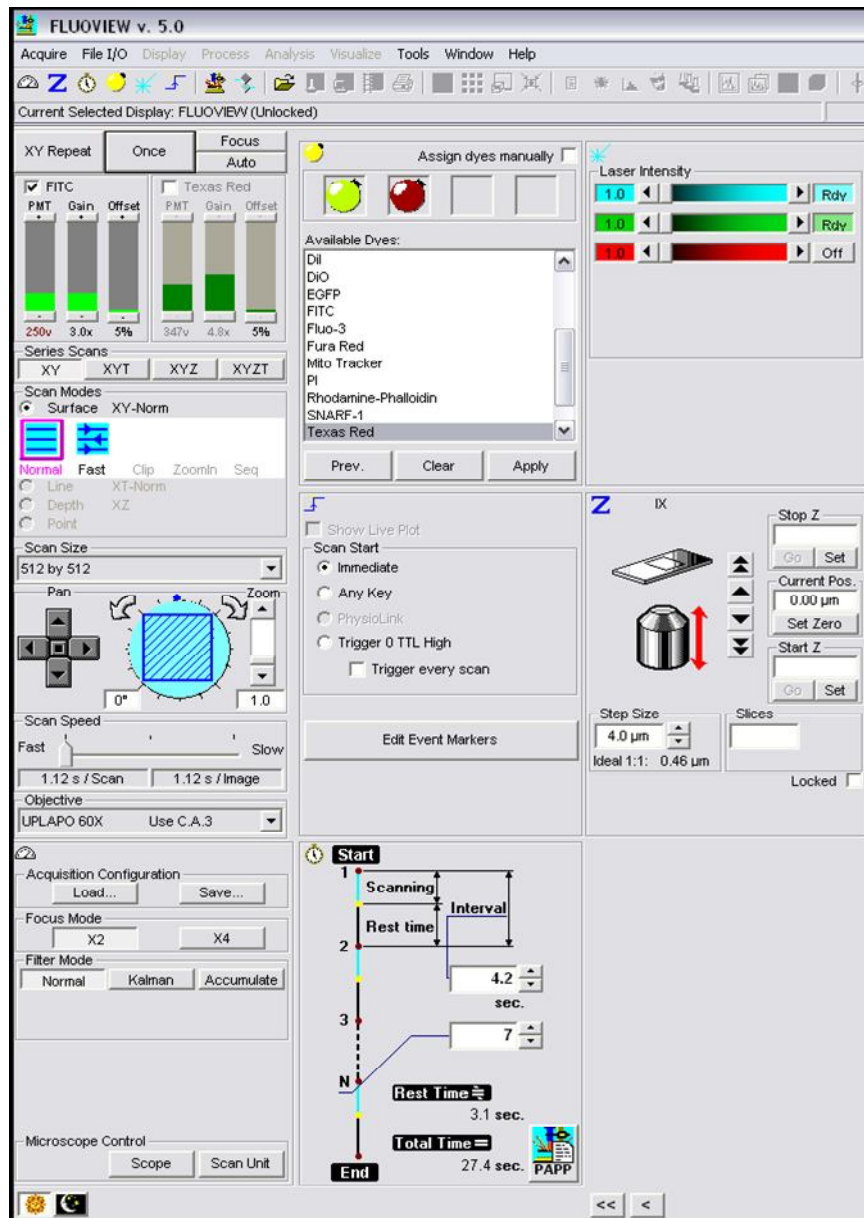 FLUOVIEW v. 5.0
Acquire File I/O Display Process Analysis Visualize Tools Window Help
Current Selected Display: FLUOVIEW (Unlocked)
XY Repeat
Once
Focus
Auto
FITC
PMT Gain Offset
250v 3.0x 5%
Texas Red
PMT Gain Offset
347v 4.8x 5%
Series Scans
XY XYT XYZ XYZT
Scan Modes
Surface XY-Norm
Normal Fast Clip ZoomIn Seq
Line XT-Norm
Depth XZ
Point
Scan Size
512 by 512
Pan
Zoom
0°
1.0
Scan Speed
Fast Slow
1.12 s / Scan 1.12 s / Image
Objective
UPLAPO 60X Use C.A.3
Acquisition Configuration
Load... Save...
Focus Mode
X2 X4
Filter Mode
Normal Kalman Accumulate
Microscope Control
Scope Scan Unit
Assign dyes manually
Available Dyes:
DiI
DiO
EGFP
FITC
Fluo-3
Fura Red
Mito Tracker
PI
Rhodamine-Phalloidin
SNARF-1
Texas Red
Prev. Clear Apply
Show Live Plot
Scan Start
Immediate
Any Key
PhysioLink
Trigger 0 TTL High
Trigger every scan
Edit Event Markers
Start
1
Scanning
Interval
Rest time
2
4.2
sec.
3
7
N
Rest Time ≒
3.1 sec.
Total Time =
27.4 sec.
End
PAPP
Laser Intensity
1.0 Rdy
1.0 Rdy
1.0 Off
Z
IX
Stop Z
Go Set
Current Pos.
0.00 µm
Set Zero
Start Z
Go Set
Step Size
4.0 µm
Ideal 1:1: 0.46 µm
Slices
Locked
<< <